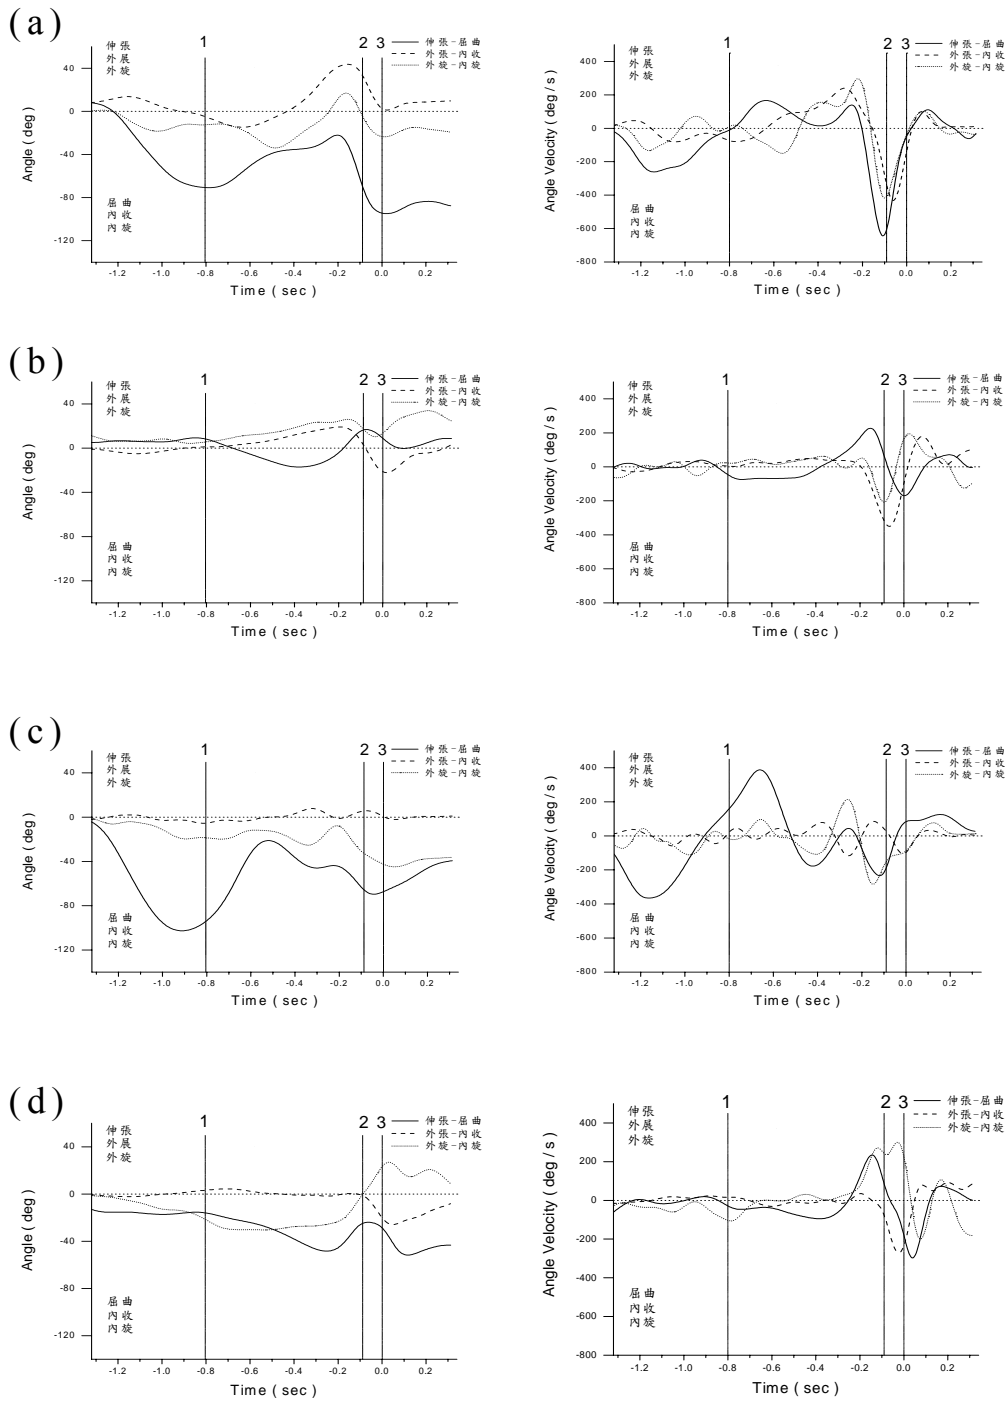 (a)
伸張
外展
外旋
屈曲
內收
內旋
1
2
3
伸張-屈曲
外張-內收
外旋-內旋
Angle ( deg )
40
0
-40
-80
-120
-1.2 -1.0 -0.8 -0.6 -0.4 -0.2 0.0 0.2
Time ( sec )
伸張
外展
外旋
屈曲
內收
內旋
1
2
3
伸張-屈曲
外張-內收
外旋-內旋
Angle Velocity ( deg / s )
400
200
0
-200
-400
-600
-800
-1.2 -1.0 -0.8 -0.6 -0.4 -0.2 0.0 0.2
Time ( sec )
(b)
伸張
外展
外旋
屈曲
內收
內旋
1
2
3
伸張-屈曲
外張-內收
外旋-內旋
Angle ( deg )
40
0
-40
-80
-120
-1.2 -1.0 -0.8 -0.6 -0.4 -0.2 0.0 0.2
Time ( sec )
伸張
外展
外旋
屈曲
內收
內旋
1
2
3
伸張-屈曲
外張-內收
外旋-內旋
Angle Velocity ( deg / s )
400
200
0
-200
-400
-600
-800
-1.2 -1.0 -0.8 -0.6 -0.4 -0.2 0.0 0.2
Time ( sec )
(c)
伸張
外展
外旋
屈曲
內收
內旋
1
2
3
伸張-屈曲
外張-內收
外旋-內旋
Angle ( deg )
40
0
-40
-80
-120
-1.2 -1.0 -0.8 -0.6 -0.4 -0.2 0.0 0.2
Time ( sec )
伸張
外展
外旋
屈曲
內收
內旋
1
2
3
伸張-屈曲
外張-內收
外旋-內旋
Angle Velocity ( deg / s )
400
200
0
-200
-400
-600
-800
-1.2 -1.0 -0.8 -0.6 -0.4 -0.2 0.0 0.2
Time ( sec )
(d)
伸張
外展
外旋
屈曲
內收
內旋
1
2
3
伸張-屈曲
外張-內收
外旋-內旋
Angle ( deg )
40
0
-40
-80
-120
-1.2 -1.0 -0.8 -0.6 -0.4 -0.2 0.0 0.2
Time ( sec )
伸張
外展
外旋
屈曲
內收
內旋
1
2
3
伸張-屈曲
外張-內收
外旋-內旋
Angle Velocity ( deg / s )
400
200
0
-200
-400
-600
-800
-1.2 -1.0 -0.8 -0.6 -0.4 -0.2 0.0 0.2
Time ( sec )